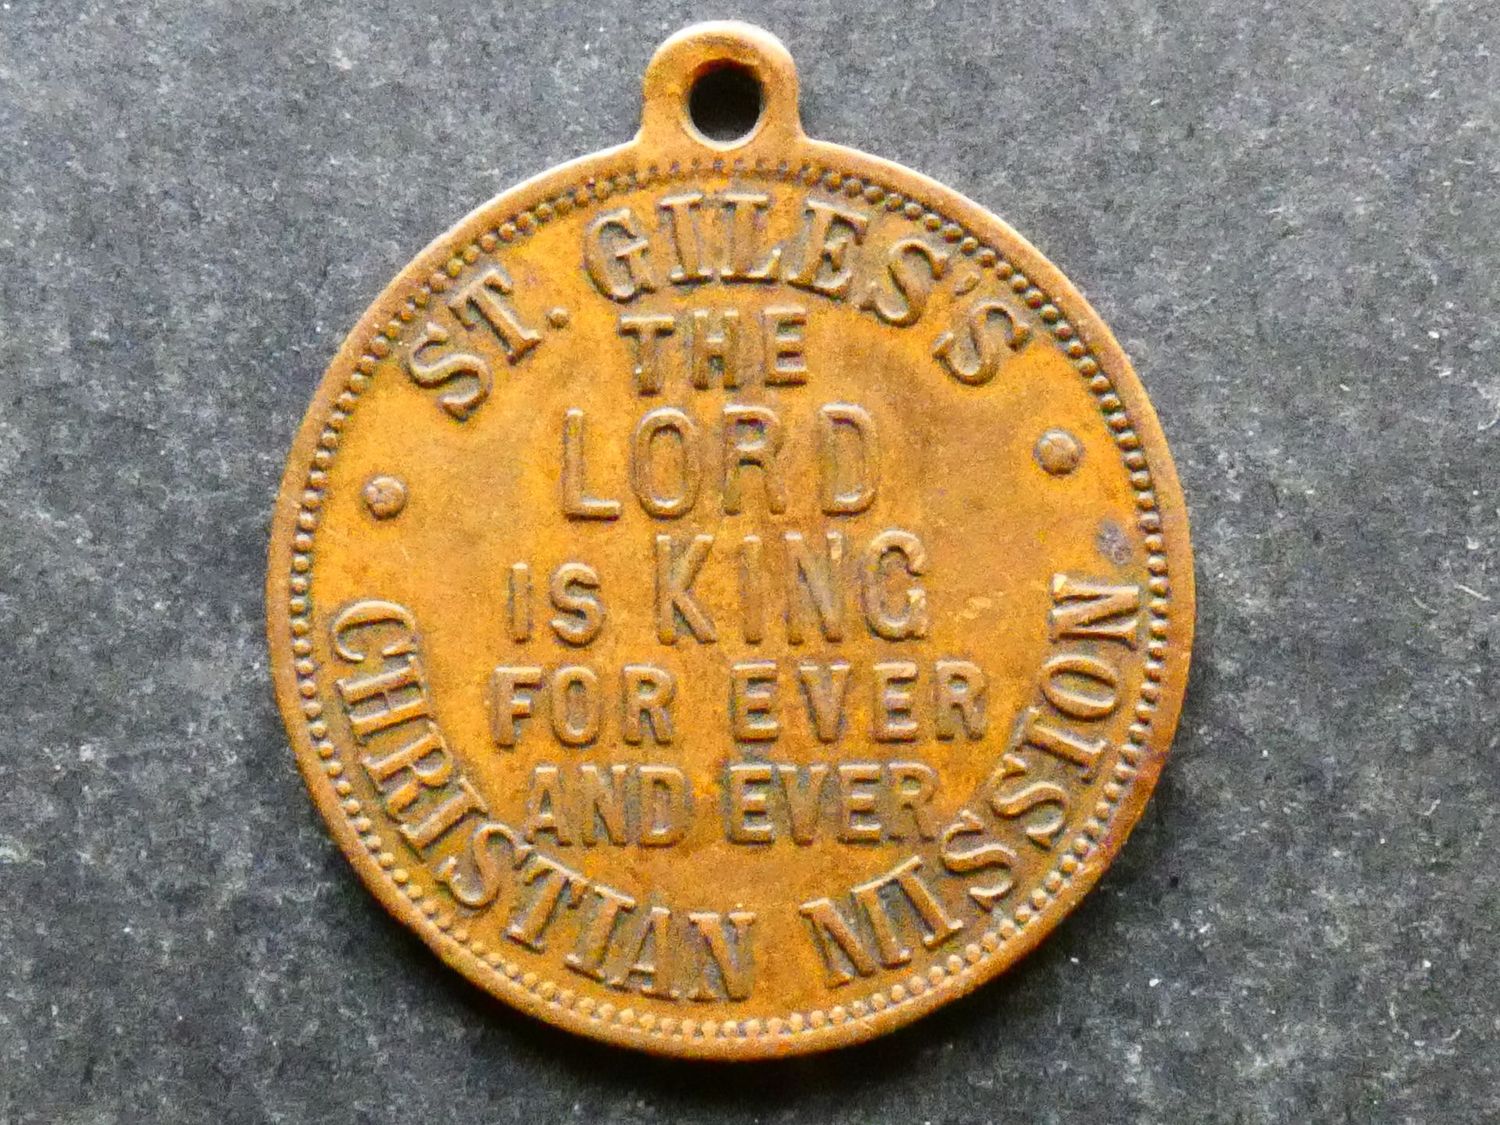 ST. GILES'S
THE
LORD
IS KING
FOR EVER
AND EVER
CHRISTIAN MISSION